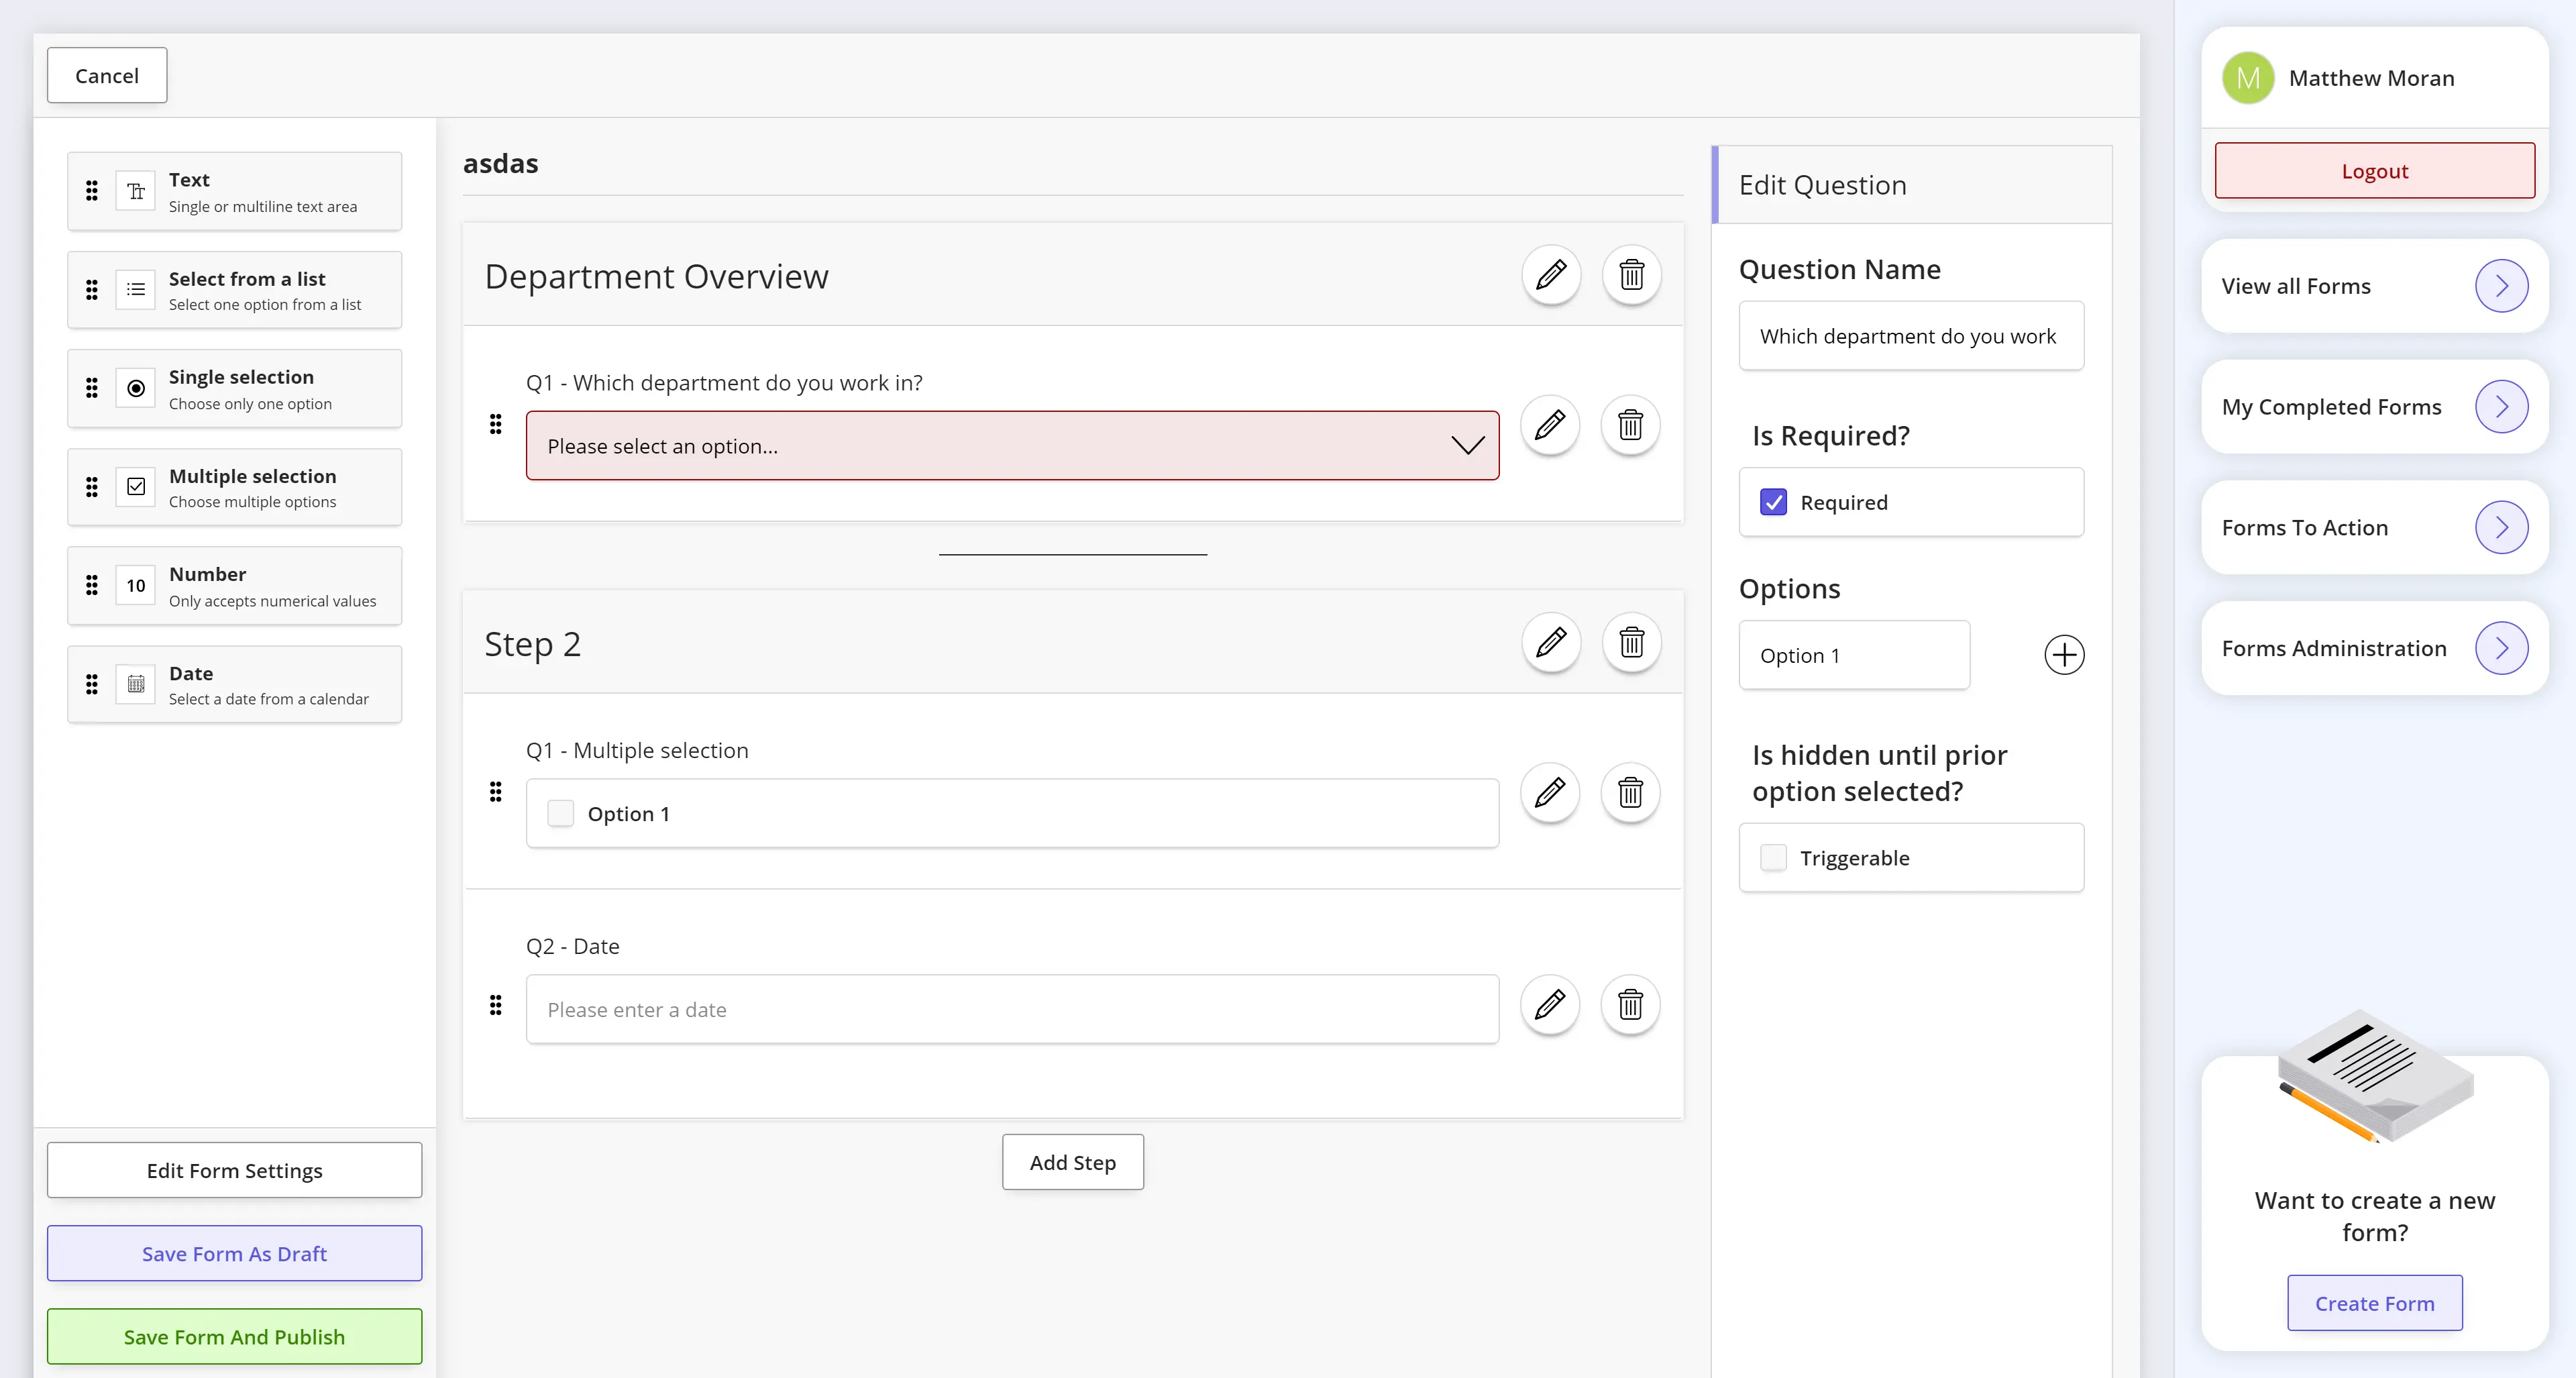 Cancel
Text
Single or multiline text area
Select from a list
Select one option from a list
Single selection
Choose only one option
Multiple selection
Choose multiple options
10
Number
Only accepts numerical values
Date
Select a date from a calendar
Edit Form Settings
Save Form As Draft
Save Form And Publish
asdas
Department Overview
Q1 - Which department do you work in?
Please select an option...
Step 2
Q1 - Multiple selection
Option 1
Q2 - Date
Please enter a date
Add Step
Edit Question
Question Name
Which department do you work
Is Required?
Required
Options
Option 1
Is hidden until prior
option selected?
Triggerable
M
Matthew Moran
Logout
View all Forms
My Completed Forms
Forms To Action
Forms Administration
Want to create a new
form?
Create Form